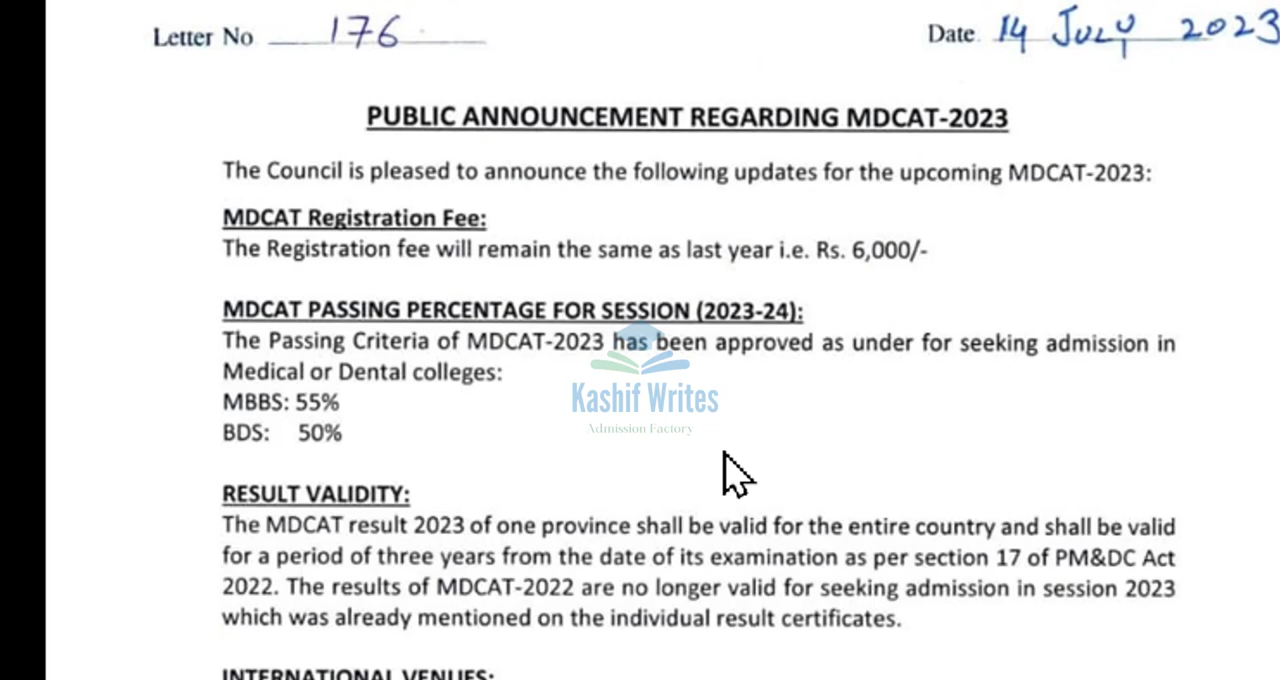 Letter No 176 Date 14 July 2023
PUBLIC ANNOUNCEMENT REGARDING MDCAT-2023
The Council is pleased to announce the following updates for the upcoming MDCAT-2023:
MDCAT Registration Fee:
The Registration fee will remain the same as last year i.e. Rs. 6,000/-
MDCAT PASSING PERCENTAGE FOR SESSION (2023-24):
The Passing Criteria of MDCAT-2023 has been approved as under for seeking admission in
Medical or Dental colleges:
MBBS: 55%
BDS: 50%
Kashif Writes
Admission Factory
RESULT VALIDITY:
The MDCAT result 2023 of one province shall be valid for the entire country and shall be valid
for a period of three years from the date of its examination as per section 17 of PM&DC Act
2022. The results of MDCAT-2022 are no longer valid for seeking admission in session 2023
which was already mentioned on the individual result certificates.
INTERNATIONAL VENUES: